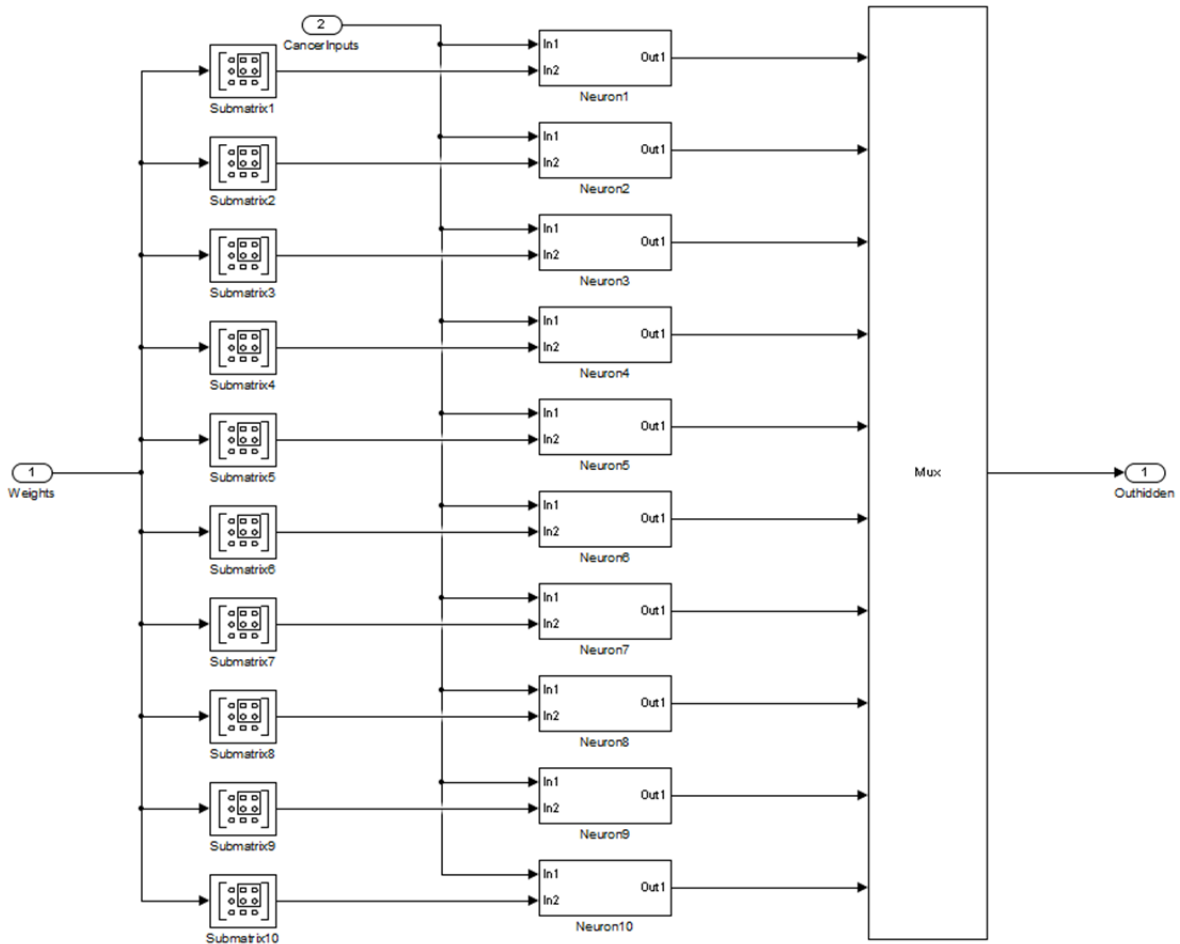 2
CancerInputs
Submatrix1
In1
In2
Out1
Neuron1
Submatrix2
In1
In2
Out1
Neuron2
Submatrix3
In1
In2
Out1
Neuron3
Submatrix4
In1
In2
Out1
Neuron4
Submatrix5
In1
In2
Out1
Neuron5
1
Weights
Mux
1
Outhidden
Submatrix6
In1
In2
Out1
Neuron6
Submatrix7
In1
In2
Out1
Neuron7
Submatrix8
In1
In2
Out1
Neuron8
Submatrix9
In1
In2
Out1
Neuron9
Submatrix10
In1
In2
Out1
Neuron10